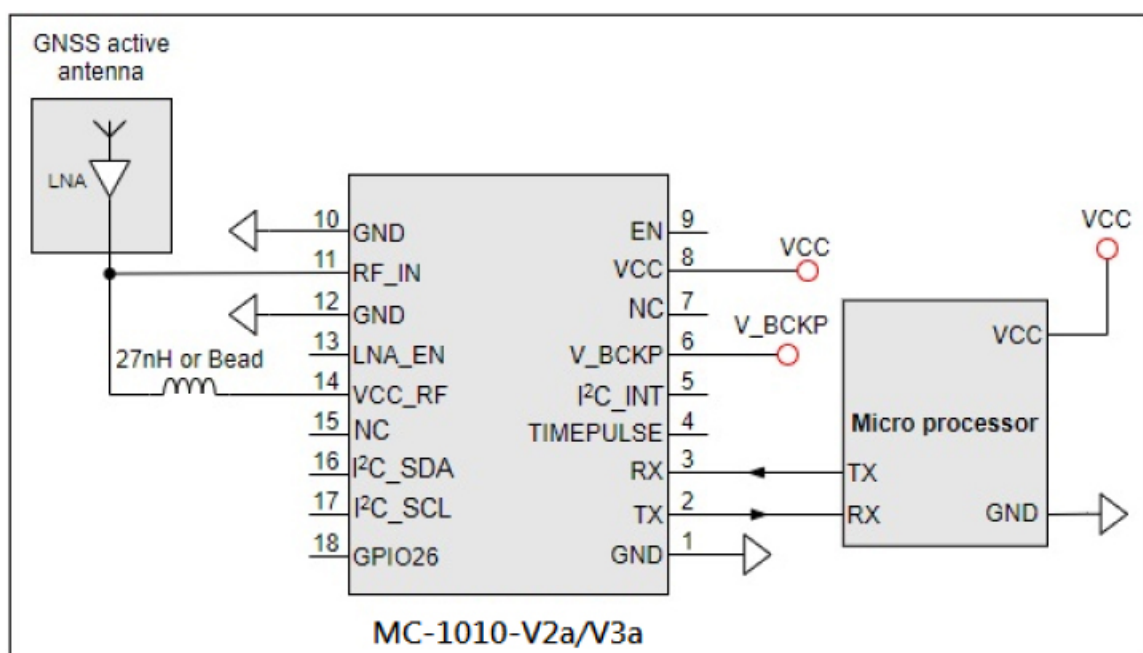 GNSS active
antenna
LNA
10
GND
11
RF_IN
12
GND
13
LNA_EN
27nH or Bead
14
VCC_RF
15
NC
16
I²C_SDA
17
I²C_SCL
18
GPIO26
EN
9
VCC
8
VCC
NC
7
V_BCKP
6
V_BCKP
I²C_INT
5
TIMEPULSE
4
RX
3
TX
2
GND
1
VCC
VCC
Micro processor
TX
RX
GND
MC-1010-V2a/V3a